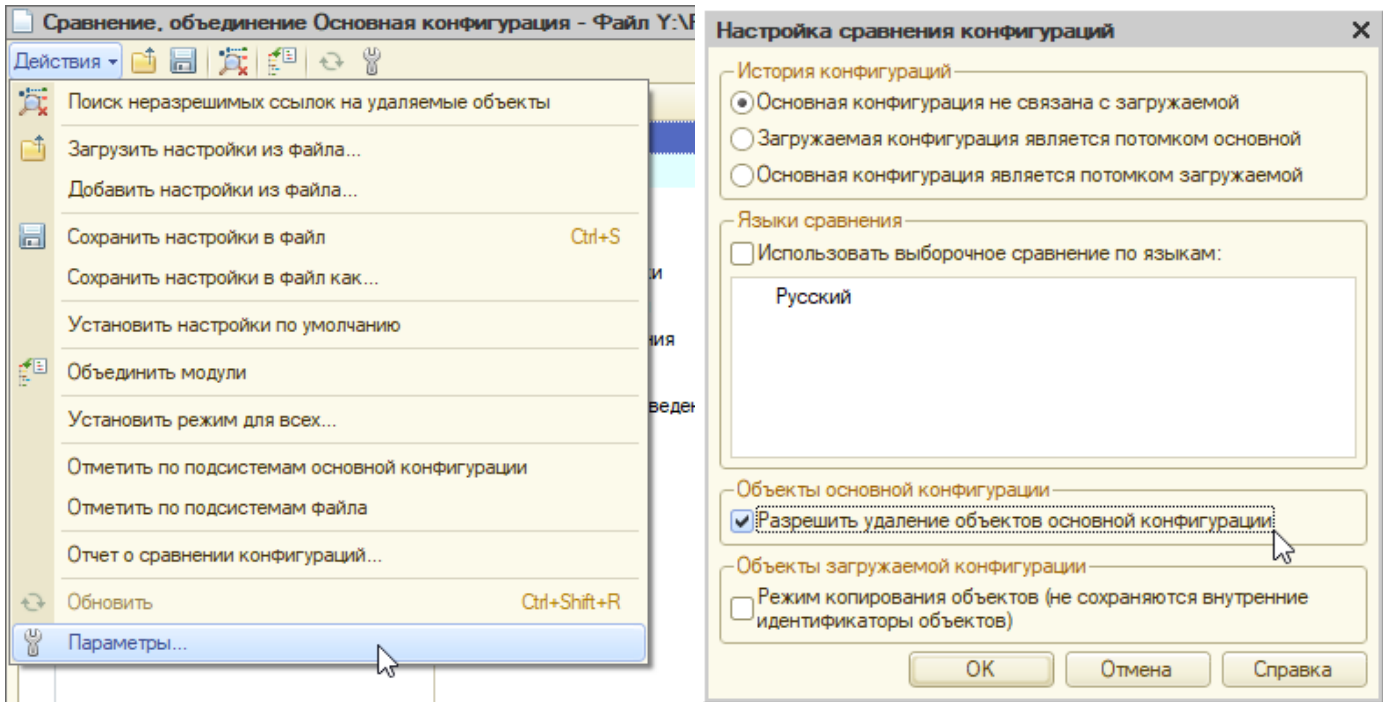 Сравнение, объединение Основная конфигурация - Файл Y:\
Действия
Поиск неразрешимых ссылок на удаляемые объекты
Загрузить настройки из файла...
Добавить настройки из файла...
Сохранить настройки в файл Ctrl+S
Сохранить настройки в файл как...
Установить настройки по умолчанию
Объединить модули
Установить режим для всех...
Отметить по подсистемам основной конфигурации
Отметить по подсистемам файла
Отчет о сравнении конфигураций...
Обновить Ctrl+Shift+R
Параметры...
ки
ния
веден
Настройка сравнения конфигураций
История конфигураций
Основная конфигурация не связана с загружаемой
Загружаемая конфигурация является потомком основной
Основная конфигурация является потомком загружаемой
Языки сравнения
Использовать выборочное сравнение по языкам:
Русский
Объекты основной конфигурации
Разрешить удаление объектов основной конфигурации
Объекты загружаемой конфигурации
Режим копирования объектов (не сохраняются внутренние
идентификаторы объектов)
OK Отмена Справка